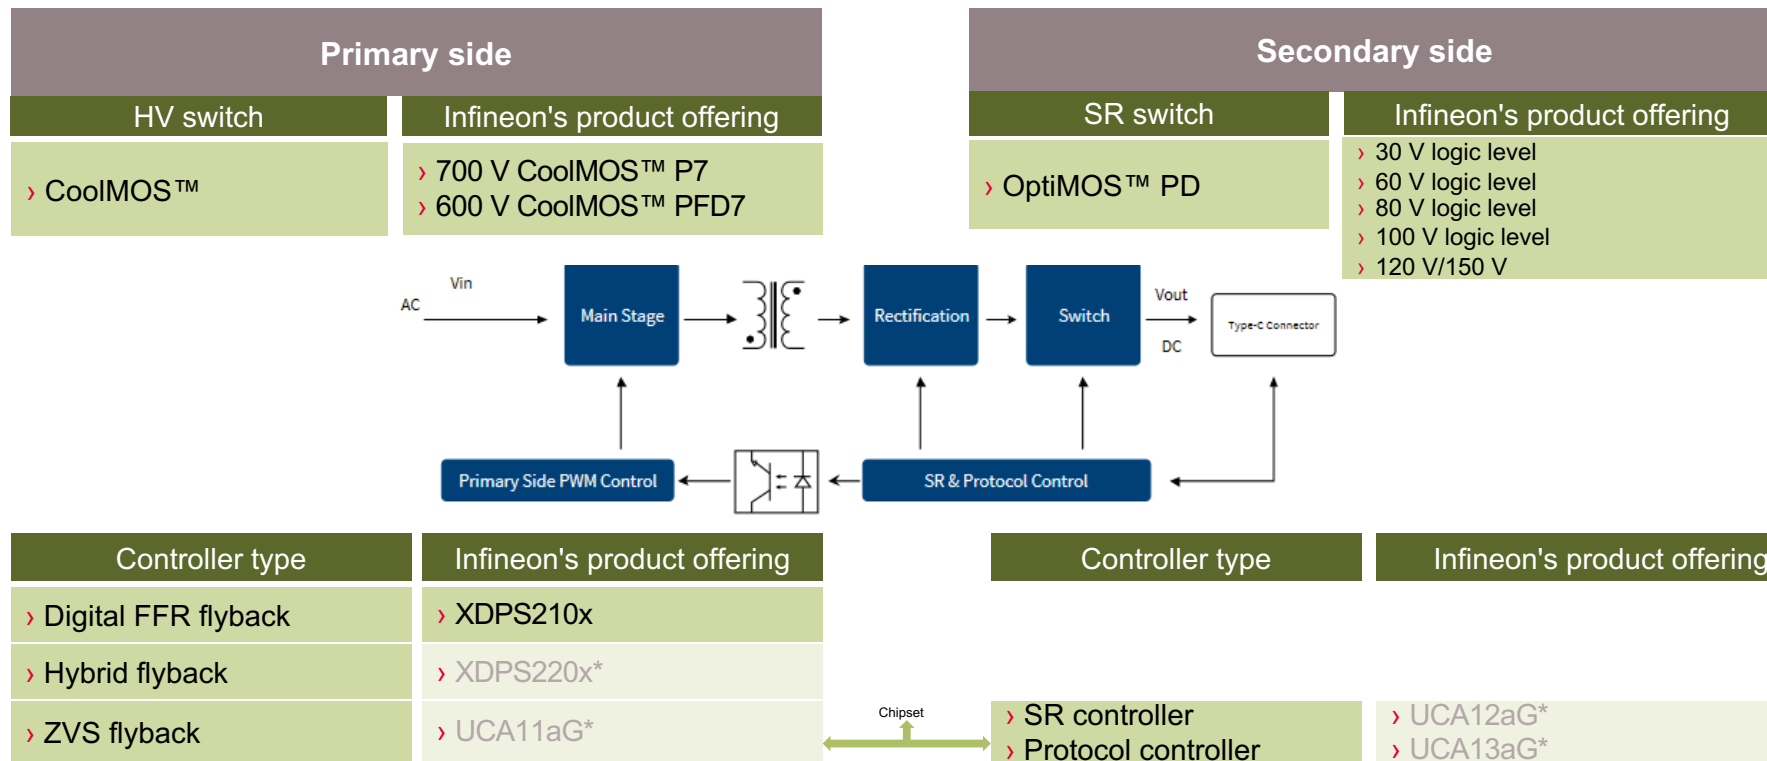 Primary side
Secondary side
HV switch
Infineon's product offering
SR switch
Infineon's product offering
› CoolMOS™
› 700 V CoolMOS™ P7
› 600 V CoolMOS™ PFD7
› OptiMOS™ PD
› 30 V logic level
› 60 V logic level
› 80 V logic level
› 100 V logic level
› 120 V/150 V
Vin
AC
Main Stage
Rectification
Switch
Vout
DC
Type-C Connector
Primary Side PWM Control
SR & Protocol Control
Controller type
Infineon's product offering
Controller type
Infineon's product offering
› Digital FFR flyback
› XDPS210x
› Hybrid flyback
› XDPS220x*
› ZVS flyback
› UCA11aG*
Chipset
› SR controller
› Protocol controller
› UCA12aG*
› UCA13aG*